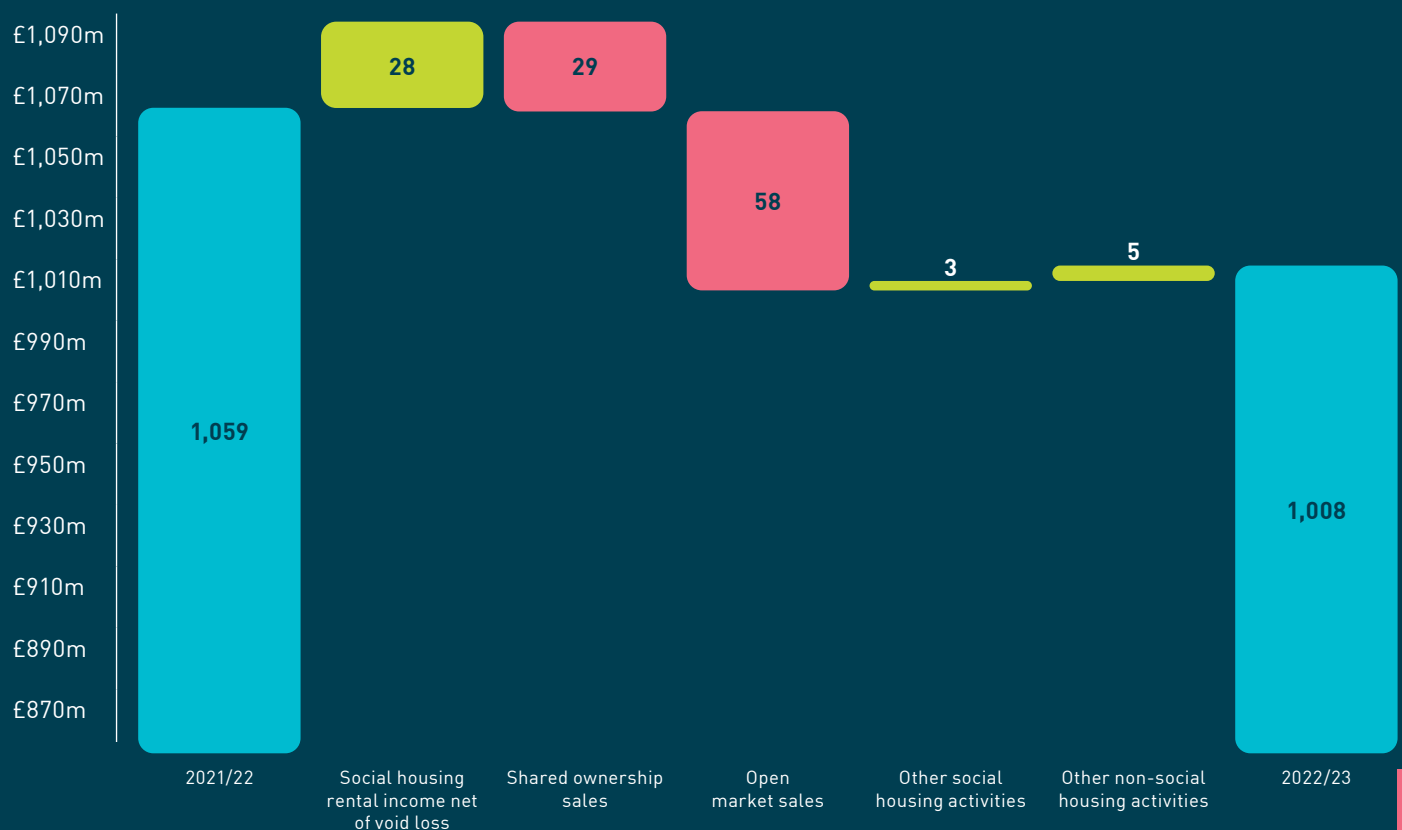 £1,090m
£1,070m
£1,050m
£1,030m
£1,010m
£990m
£970m
£950m
£930m
£910m
£890m
£870m
1,059
28
29
58
3
5
1,008
2021/22
Social housing
rental income net
of void loss
Shared ownership
sales
Open
market sales
Other social
housing activities
Other non-social
housing activities
2022/23